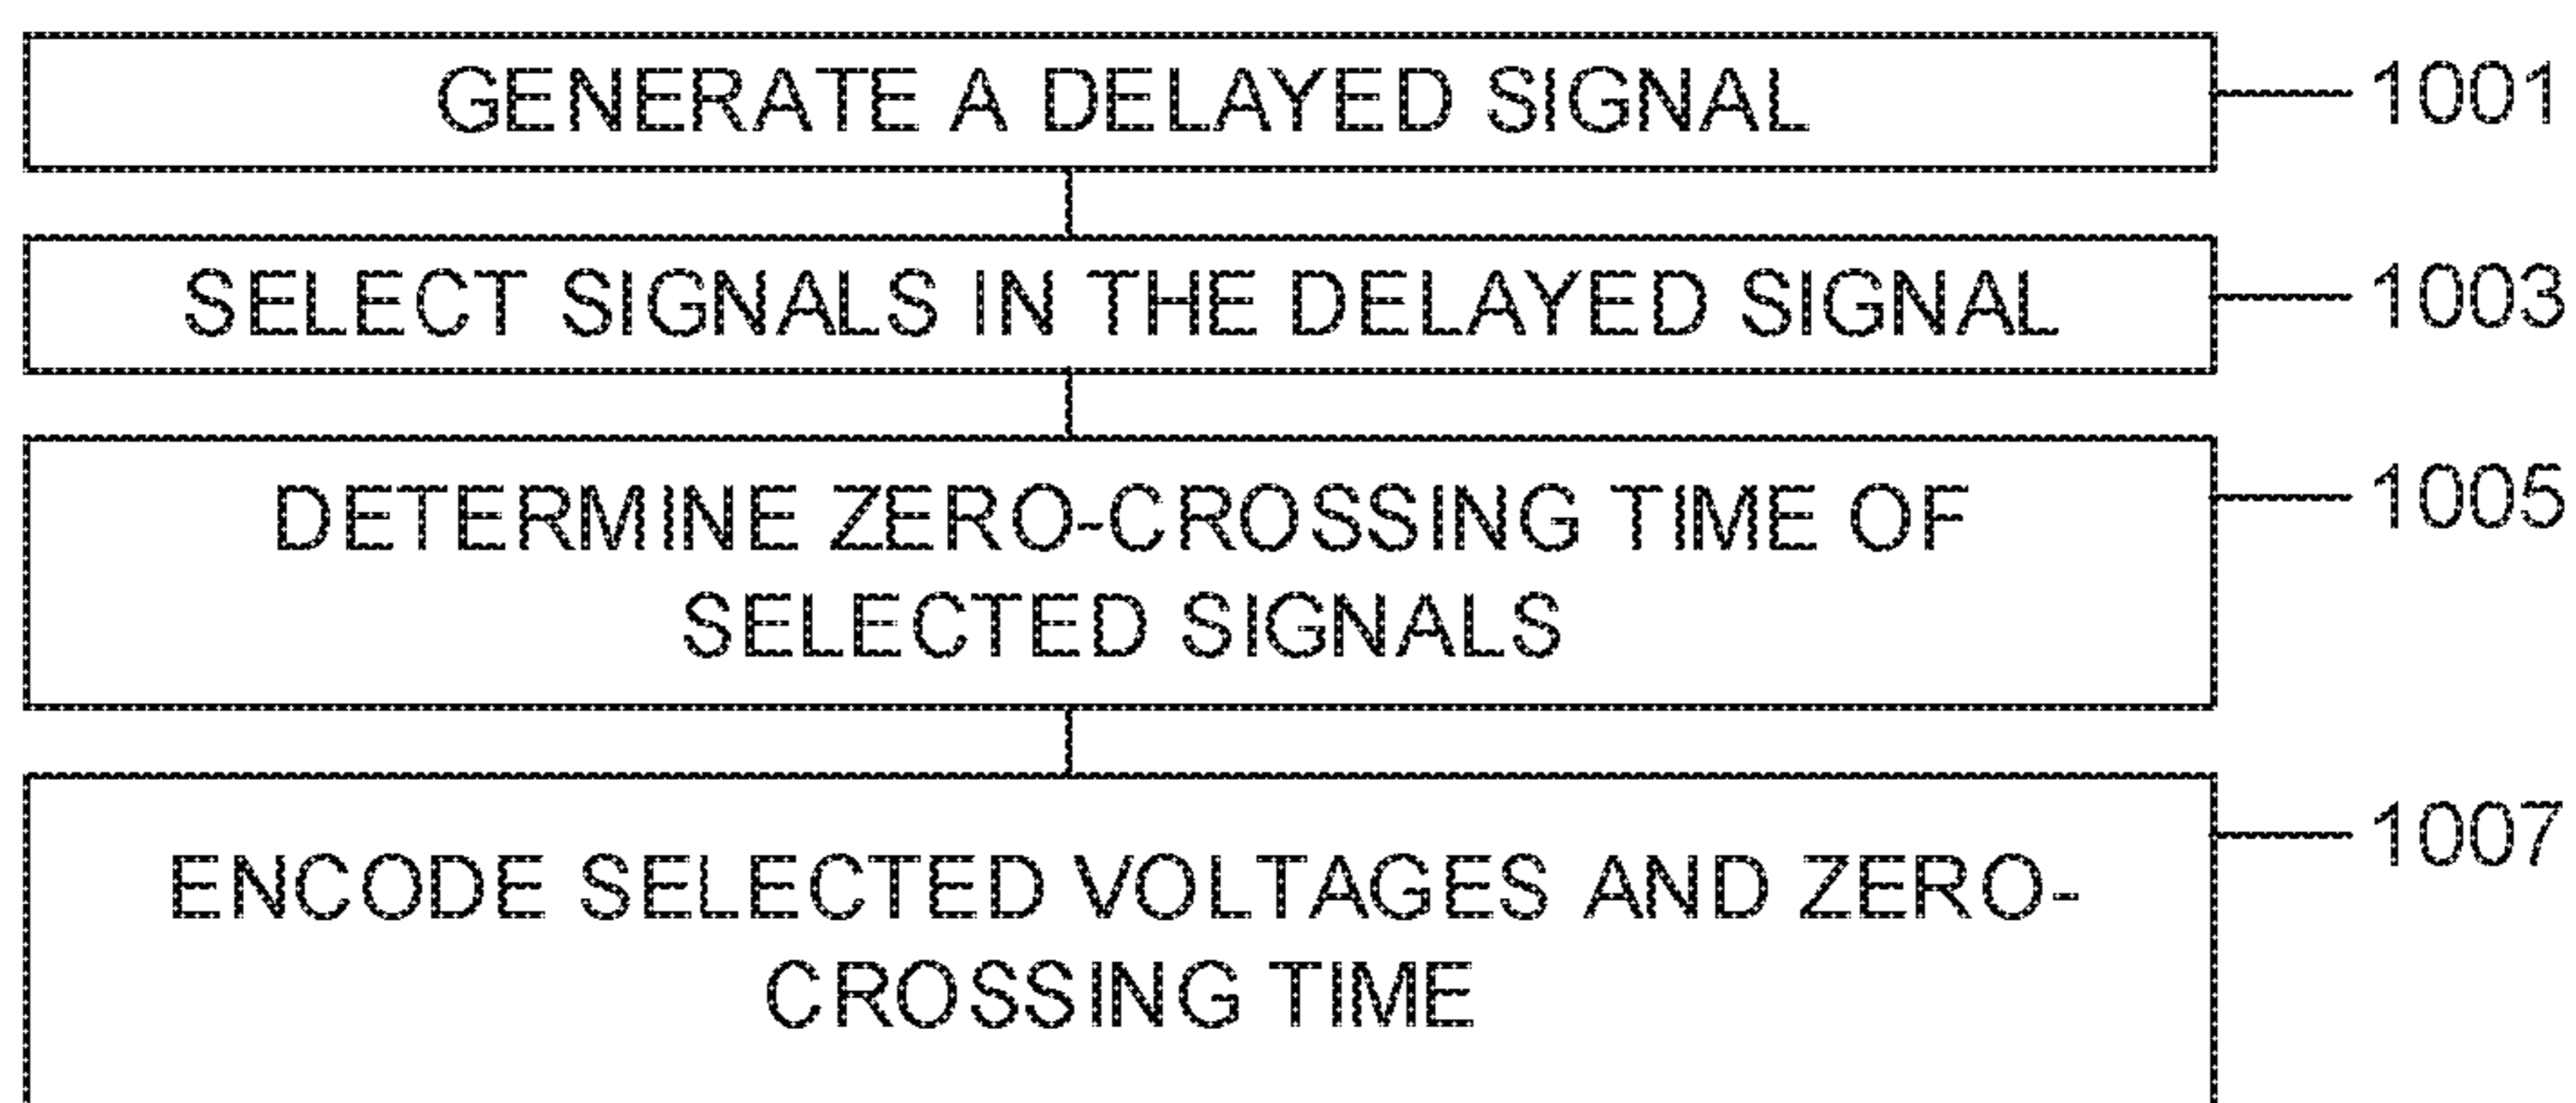 GENERATE A DELAYED SIGNAL 1001
SELECT SIGNALS IN THE DELAYED SIGNAL 1003
DETERMINE ZERO-CROSSING TIME OF 1005
SELECTED SIGNALS
ENCODE SELECTED VOLTAGES AND ZERO- 1007
CROSSING TIME